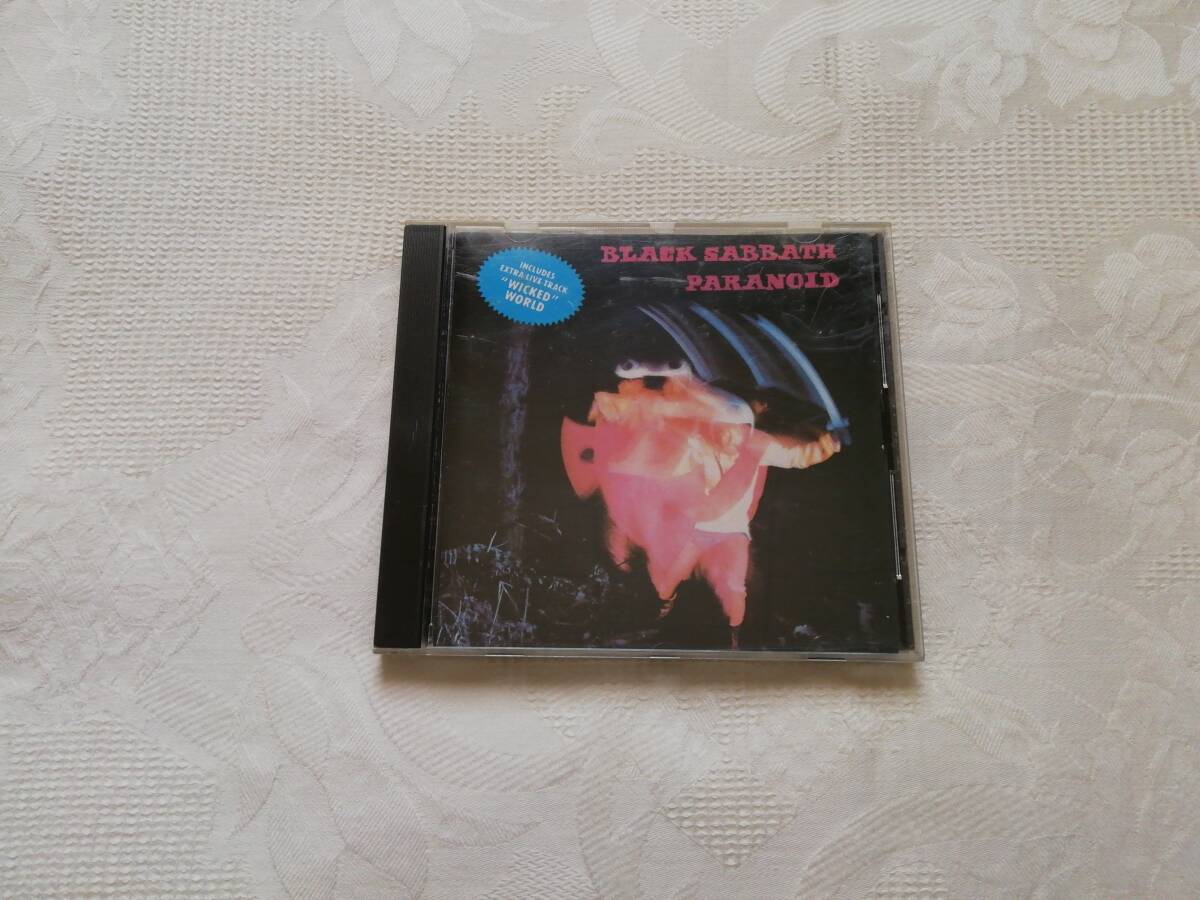 INCLUDES
EXTRA LIVE TRACK
"WICKED"
WORLD
BLACK SABBATH
PARANOID